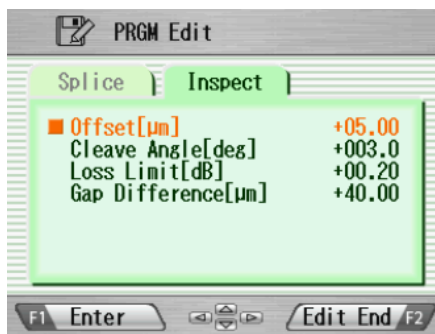 PRGM Edit
Splice Inspect
Offset[µm] +05.00
Cleave Angle[deg] +003.0
Loss Limit[dB] +00.20
Gap Difference[µm] +40.00
F1 Enter Edit End F2